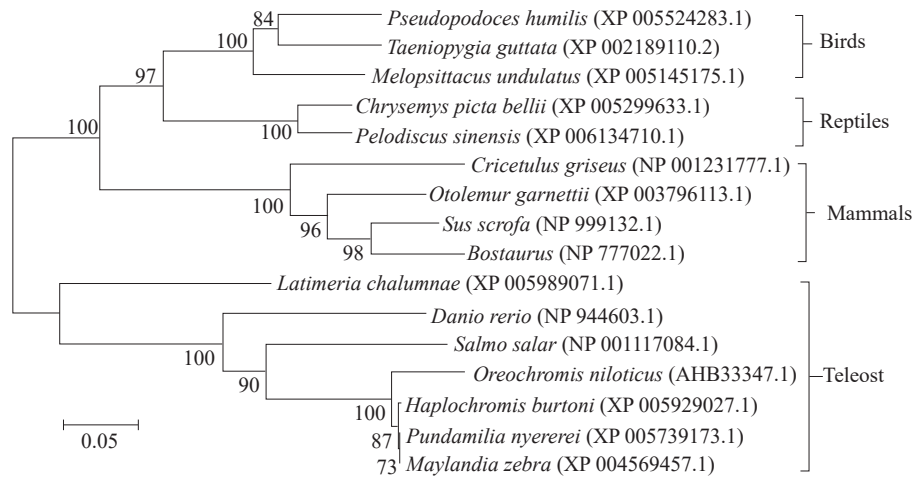 84
Pseudopodoces humilis (XP 005524283.1)
100
Taeniopygia guttata (XP 002189110.2)
Birds
97
Melopsittacus undulatus (XP 005145175.1)
Chrysemys picta bellii (XP 005299633.1)
100
100
Pelodiscus sinensis (XP 006134710.1)
Reptiles
Cricetulus griseus (NP 001231777.1)
100
Otolemur garnettii (XP 003796113.1)
Mammals
96
Sus scrofa (NP 999132.1)
98
Bostaurus (NP 777022.1)
Latimeria chalumnae (XP 005989071.1)
Danio rerio (NP 944603.1)
100
Salmo salar (NP 001117084.1)
90
Oreochromis niloticus (AHB33347.1)
Teleost
100
Haplochromis burtoni (XP 005929027.1)
87
Pundamilia nyererei (XP 005739173.1)
73
Maylandia zebra (XP 004569457.1)
0.05